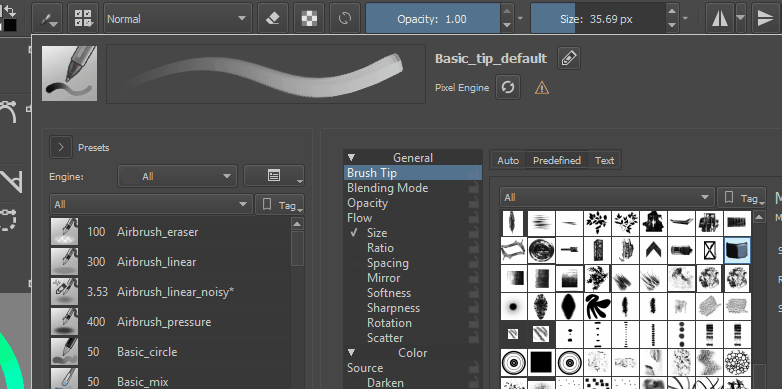 Normal Opacity: 1.00 Size: 35.69 px
Basic_tip_default
Pixel Engine
Presets
Engine: All
All Tag
100 Airbrush_eraser
300 Airbrush_linear
3.53 Airbrush_linear_noisy*
400 Airbrush_pressure
50 Basic_circle
50 Basic_mix
General
Brush Tip
Blending Mode
Opacity
Flow
Size
Ratio
Spacing
Mirror
Softness
Sharpness
Rotation
Scatter
Color
Source
Darken
Auto Predefined Text
All Tag